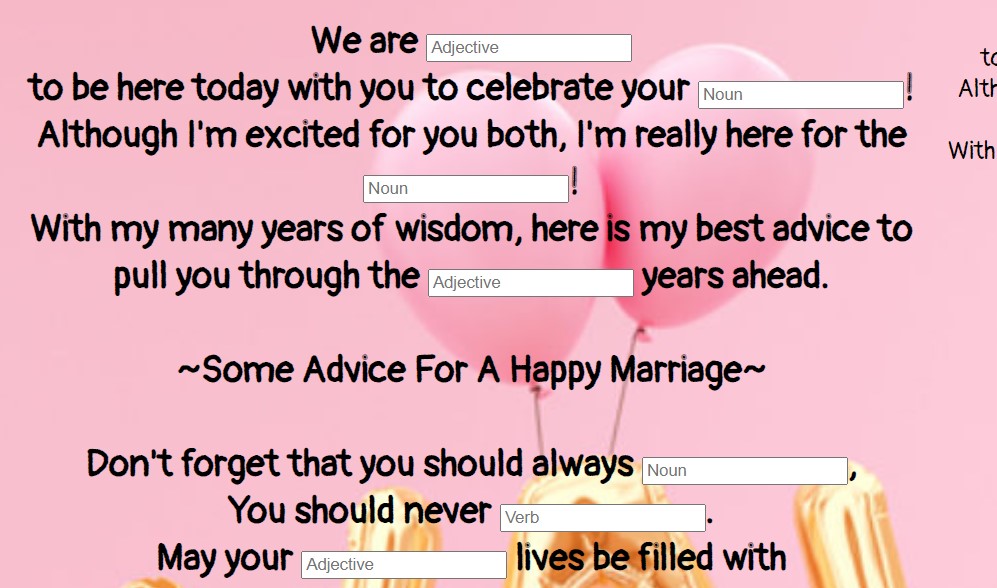 We are Adjective
to be here today with you to celebrate your Noun !
Although I'm excited for you both, I'm really here for the
Noun !
With my many years of wisdom, here is my best advice to
pull you through the Adjective years ahead.
~Some Advice For A Happy Marriage~
Don't forget that you should always Noun ,
You should never Verb .
May your Adjective lives be filled with
to
Alth
With